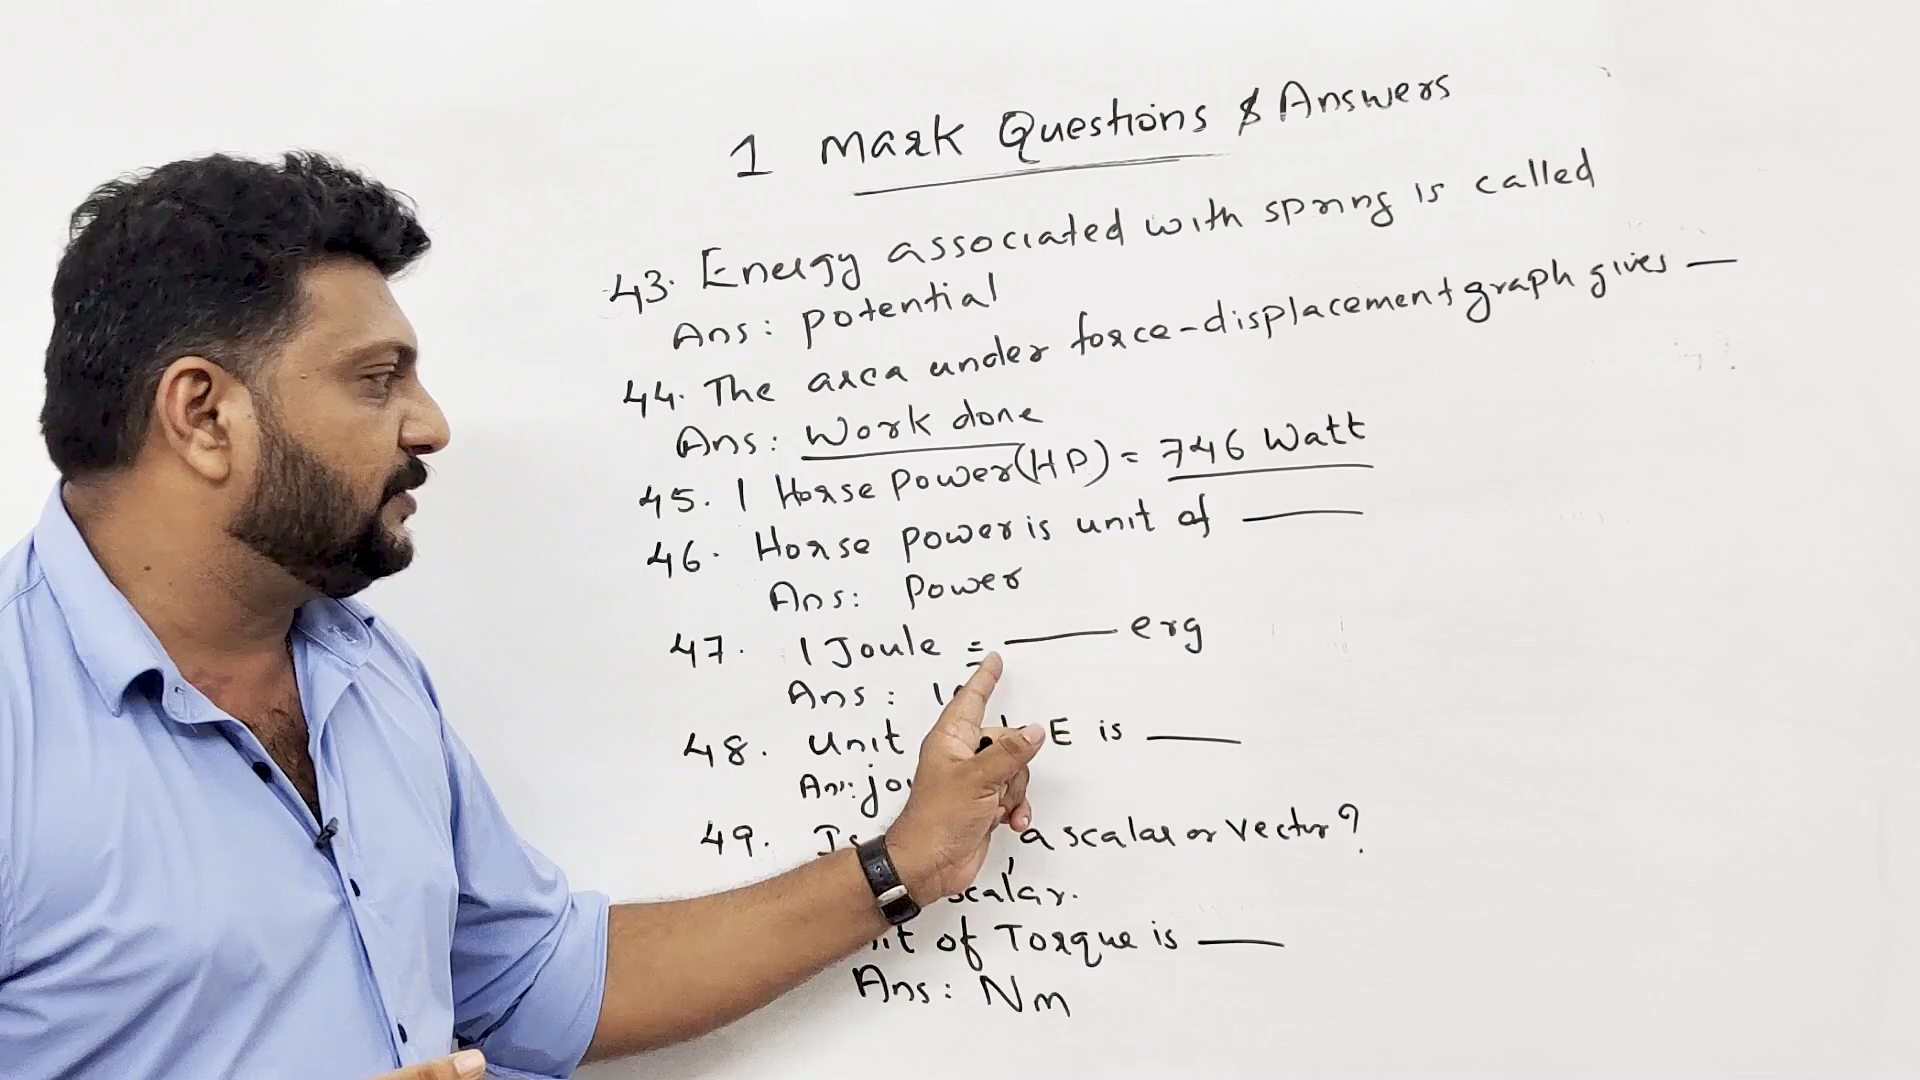 1 Mark Questions & Answers
43. Energy associated with spring is called
Ans: potential
44. The area under force-displacement graph gives —
Ans: Work done
45. 1 Horse Power(HP) = 746 Watt
46. Horse power is unit of ——
Ans: Power
47. 1 Joule = —— erg
Ans:
48. Unit E is ——
Ans:
49. a scalar or vector?
scalar.
of Torque is ——
Ans: Nm